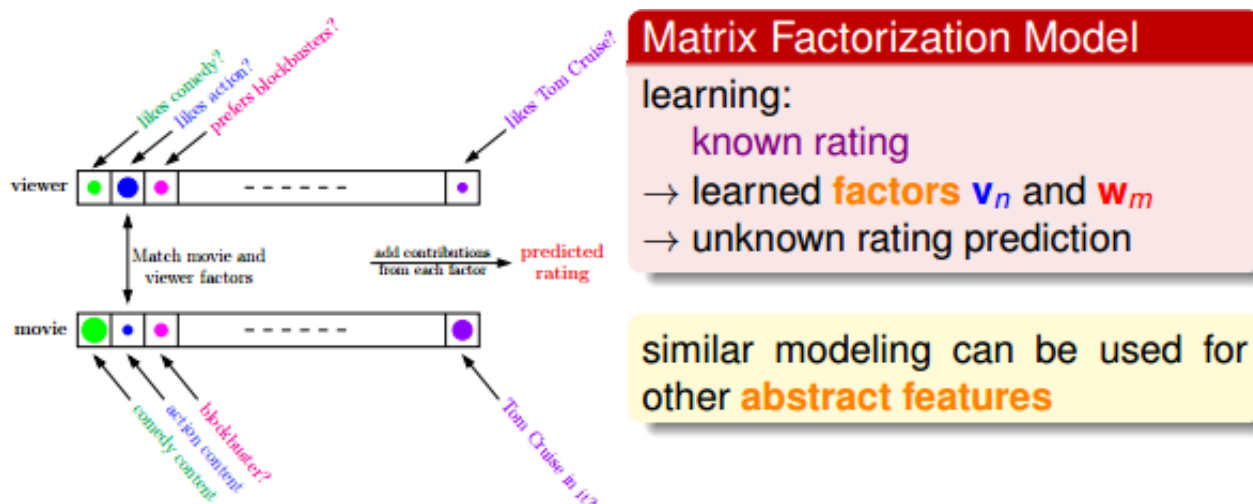 likes comedy?
likes action?
prefers blockbusters?
likes Tom Cruise?
viewer
- - - - - -
Match movie and
viewer factors
add contributions
from each factor
predicted
rating
movie
- - - - - -
comedy content
action content
blockbuster?
Tom Cruise in it?
Matrix Factorization Model
learning:
known rating
→ learned factors vₙ and wₘ
→ unknown rating prediction
similar modeling can be used for
other abstract features